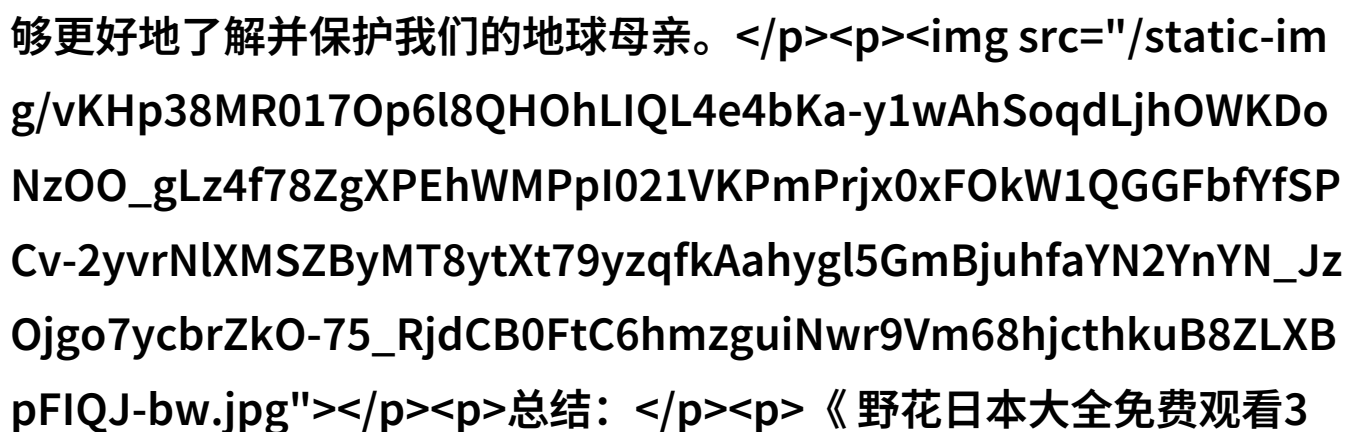 够更好地了解并保护我们的地球母亲。</p><p><img src="/static-im
g/vKHp38MR017Op6l8QHOhLIQL4e4bKa-y1wAhSoqdLjhOWKDo
NzOO_gLz4f78ZgXPEhWMPpI021VKPmPrjx0xFOkW1QGGFbfYfSP
Cv-2yvrNlXMSZByMT8ytXt79yzqfkAahygl5GmBjuhfaYN2YnYN_Jz
Ojgo7ycbrZkO-75_RjdCB0FtC6hmzguiNwr9Vm68hjcthkuB8ZLXB
pFIQJ-bw.jpg"></p><p>总结：</p><p>《 野花日本大全免费观看3